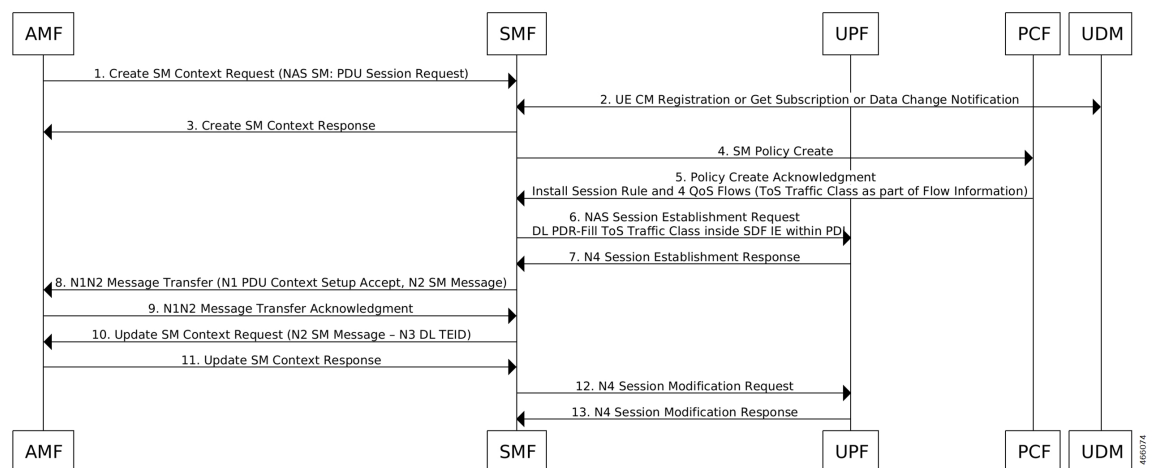 AMF SMF UPF PCF UDM
1. Create SM Context Request (NAS SM: PDU Session Request)
2. UE CM Registration or Get Subscription or Data Change Notification
3. Create SM Context Response
4. SM Policy Create
5. Policy Create Acknowledgment
Install Session Rule and 4 QoS Flows (ToS Traffic Class as part of Flow Information)
6. NAS Session Establishment Request
DL PDR-Fill ToS Traffic Class inside SDF IE within PDI
7. N4 Session Establishment Response
8. N1N2 Message Transfer (N1 PDU Context Setup Accept, N2 SM Message)
9. N1N2 Message Transfer Acknowledgment
10. Update SM Context Request (N2 SM Message – N3 DL TEID)
11. Update SM Context Response
12. N4 Session Modification Request
13. N4 Session Modification Response
AMF SMF UPF PCF UDM
466074